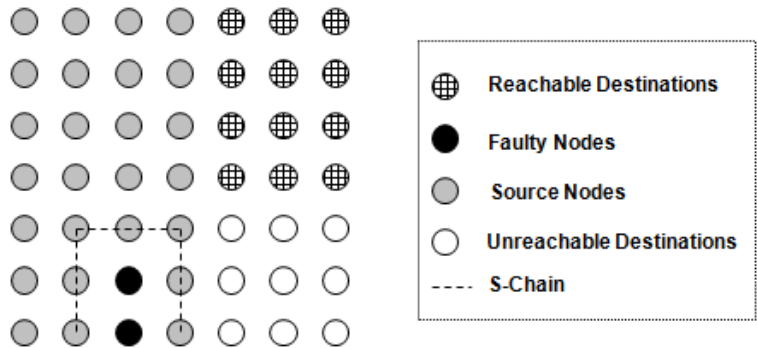 Reachable Destinations
Faulty Nodes
Source Nodes
Unreachable Destinations
S-Chain